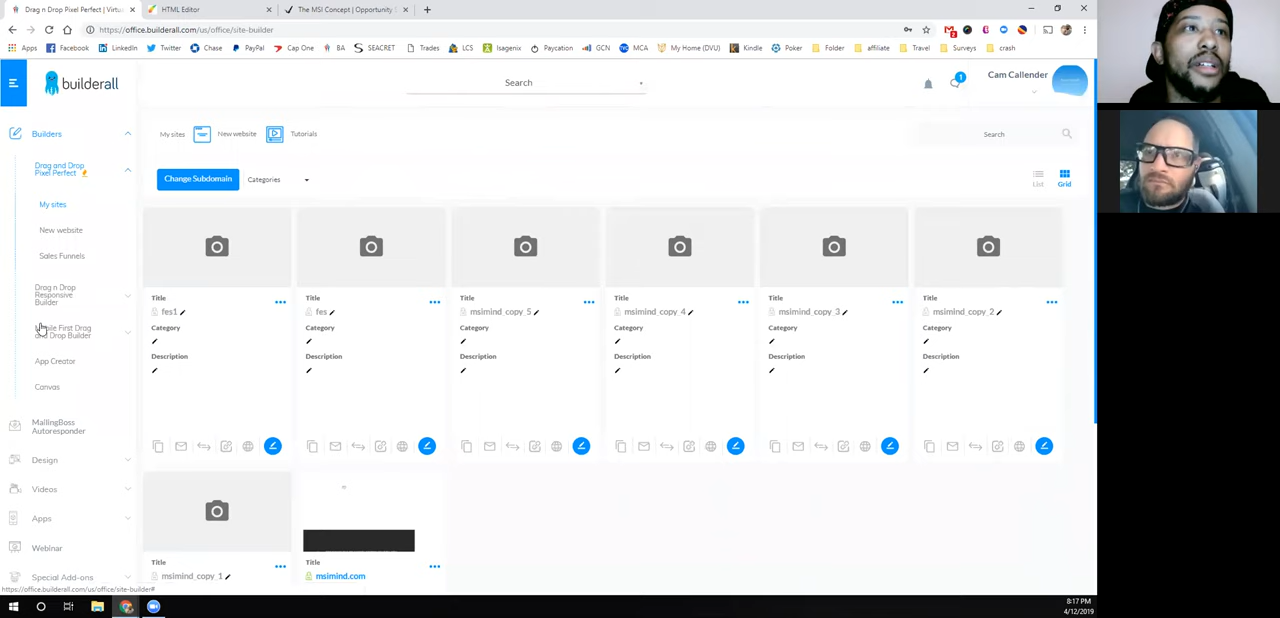 Drag n Drop Pixel Perfect | Virtu
HTML Editor
The MSI Concept | Opportunity S
https://office.builderall.com/us/office/site-builder
Apps
Facebook
LinkedIn
Twitter
Chase
PayPal
Cap One
BA
SEACRET
Trades
LCS
Isagenix
Paycation
GCN
MCA
My Home (DVU)
Kindle
Poker
Folder
affiliate
Travel
Surveys
crash
builderall
Search
1
Cam Callender
Builders
Drag and Drop
Pixel Perfect
My sites
New website
Sales Funnels
Drag n Drop
Responsive
Builder
First Drag
and Drop Builder
App Creator
Canvas
MailingBoss
Autoresponder
Design
Videos
Apps
Webinar
Special Add-ons
My sites
New website
Tutorials
Search
Change Subdomain
Categories
List
Grid
Title
fes1
Category
Description
Title
fes
Category
Description
Title
msimind_copy_5
Category
Description
Title
msimind_copy_4
Category
Description
Title
msimind_copy_3
Category
Description
Title
msimind_copy_2
Category
Description
Title
msimind_copy_1
Title
msimind.com
https://office.builderall.com/us/office/site-builder#
8:17 PM
4/12/2019